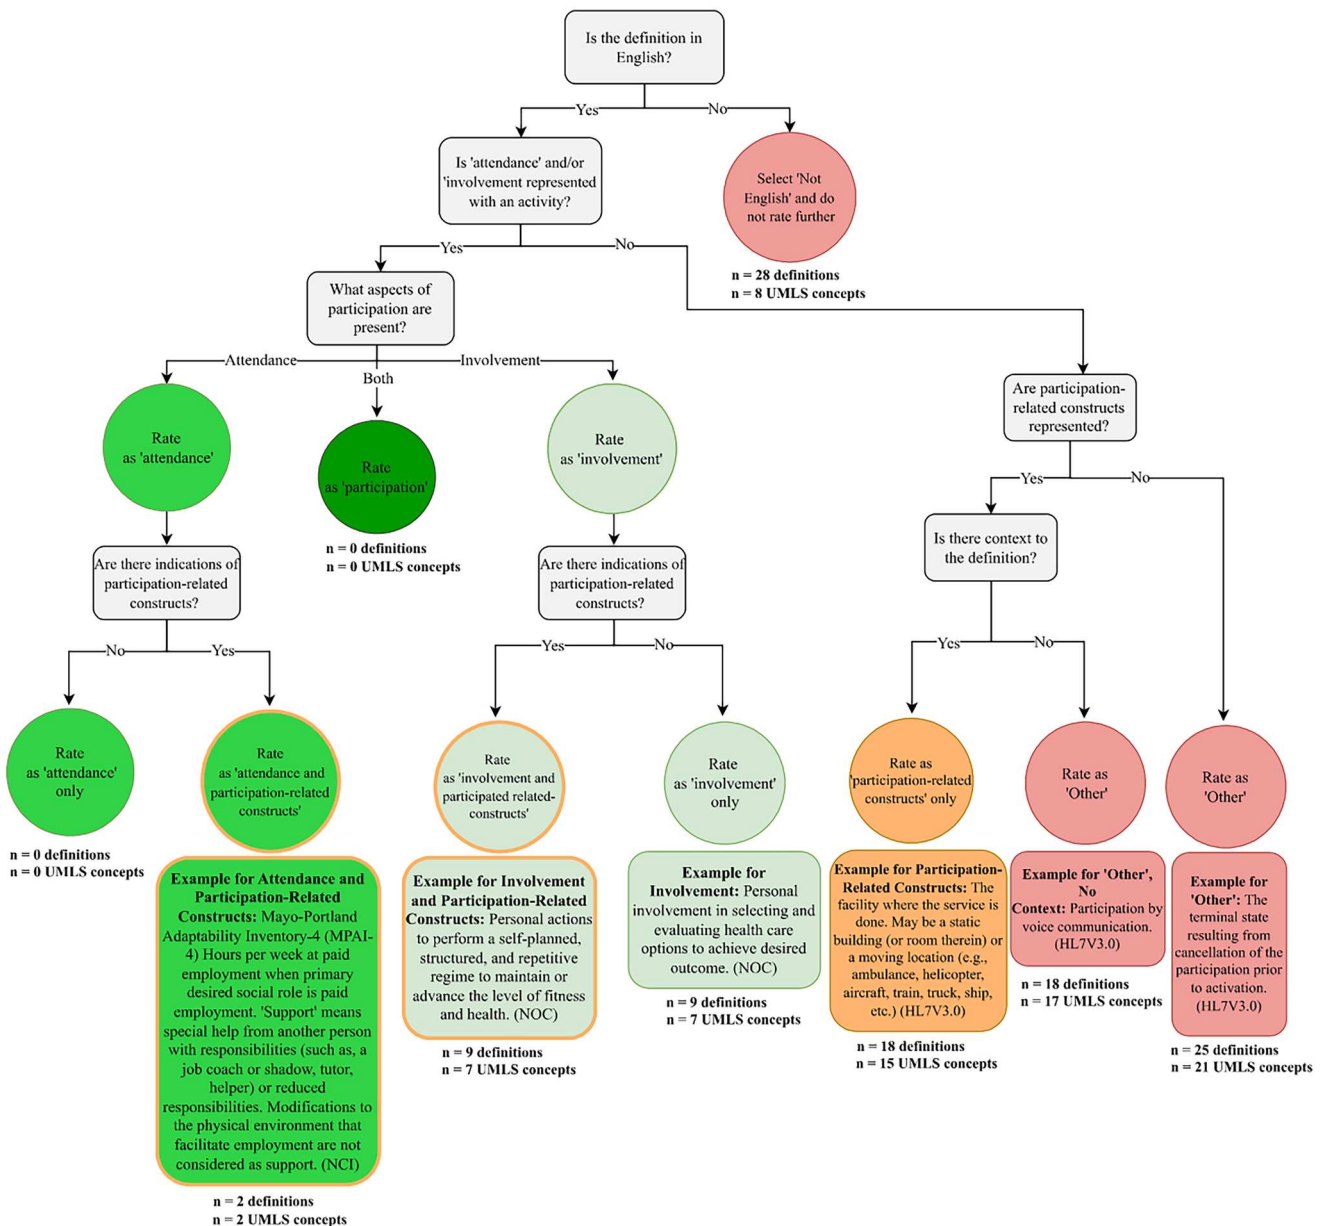 Is the definition in
English?
Yes
No
Is 'attendance' and/or
'involvement represented
with an activity?
Select 'Not
English' and do
not rate further
n = 28 definitions
n = 8 UMLS concepts
Yes
No
What aspects of
participation are
present?
Attendance
Both
Involvement
Are participation-
related constructs
represented?
Rate
as 'attendance'
Rate
as 'participation'
n = 0 definitions
n = 0 UMLS concepts
Rate
as 'involvement'
Yes
No
Is there context to
the definition?
Are there indications of
participation-related
constructs?
Are there indications of
participation-related
constructs?
No
Yes
Yes
No
Yes
No
Rate
as 'attendance'
only
n = 0 definitions
n = 0 UMLS concepts
Rate
as 'attendance and
participation-related
constructs'
Example for Attendance and
Participation-Related
Constructs: Mayo-Portland
Adaptability Inventory-4 (MPAI-
4) Hours per week at paid
employment when primary
desired social role is paid
employment. 'Support' means
special help from another person
with responsibilities (such as, a
job coach or shadow, tutor,
helper) or reduced
responsibilities. Modifications to
the physical environment that
facilitate employment are not
considered as support. (NCI)
n = 2 definitions
n = 2 UMLS concepts
Rate
as 'involvement and
participated related-
constructs'
Example for Involvement
and Participation-Related
Constructs: Personal actions
to perform a self-planned,
structured, and repetitive
regime to maintain or
advance the level of fitness
and health. (NOC)
n = 9 definitions
n = 7 UMLS concepts
Rate
as 'involvement'
only
Example for
Involvement: Personal
involvement in selecting and
evaluating health care
options to achieve desired
outcome. (NOC)
n = 9 definitions
n = 7 UMLS concepts
Rate as
'participation-related
constructs' only
Example for Participation-
Related Constructs: The
facility where the service is
done. May be a static
building (or room therein) or
a moving location (e.g.,
ambulance, helicopter,
aircraft, train, truck, ship,
etc.) (HL7V3.0)
n = 18 definitions
n = 15 UMLS concepts
Rate as
'Other'
Example for 'Other',
No
Context: Participation by
voice communication.
(HL7V3.0)
n = 18 definitions
n = 17 UMLS concepts
Rate as
'Other'
Example for
'Other': The
terminal state
resulting from
cancellation of the
participation prior
to activation.
(HL7V3.0)
n = 25 definitions
n = 21 UMLS concepts